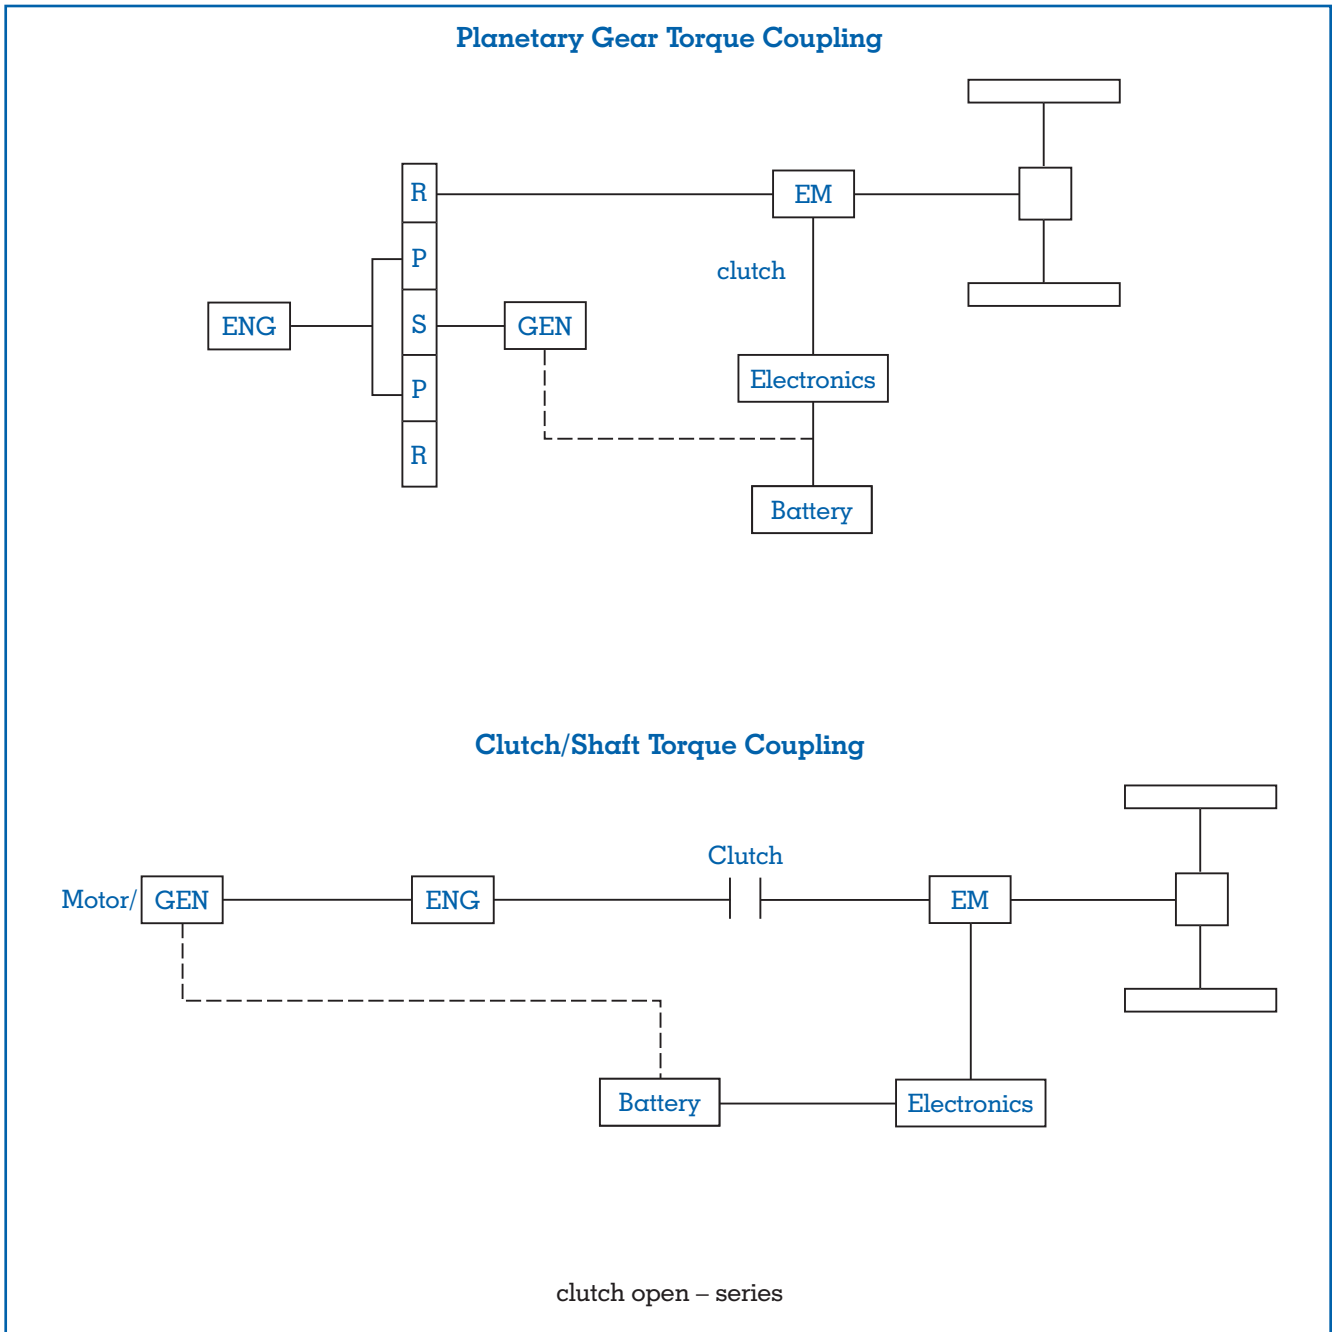 Planetary Gear Torque Coupling
R
EM
P
clutch
ENG
S
GEN
Electronics
P
R
Battery
Clutch/Shaft Torque Coupling
Clutch
Motor/ GEN
ENG
EM
Battery
Electronics
clutch open – series